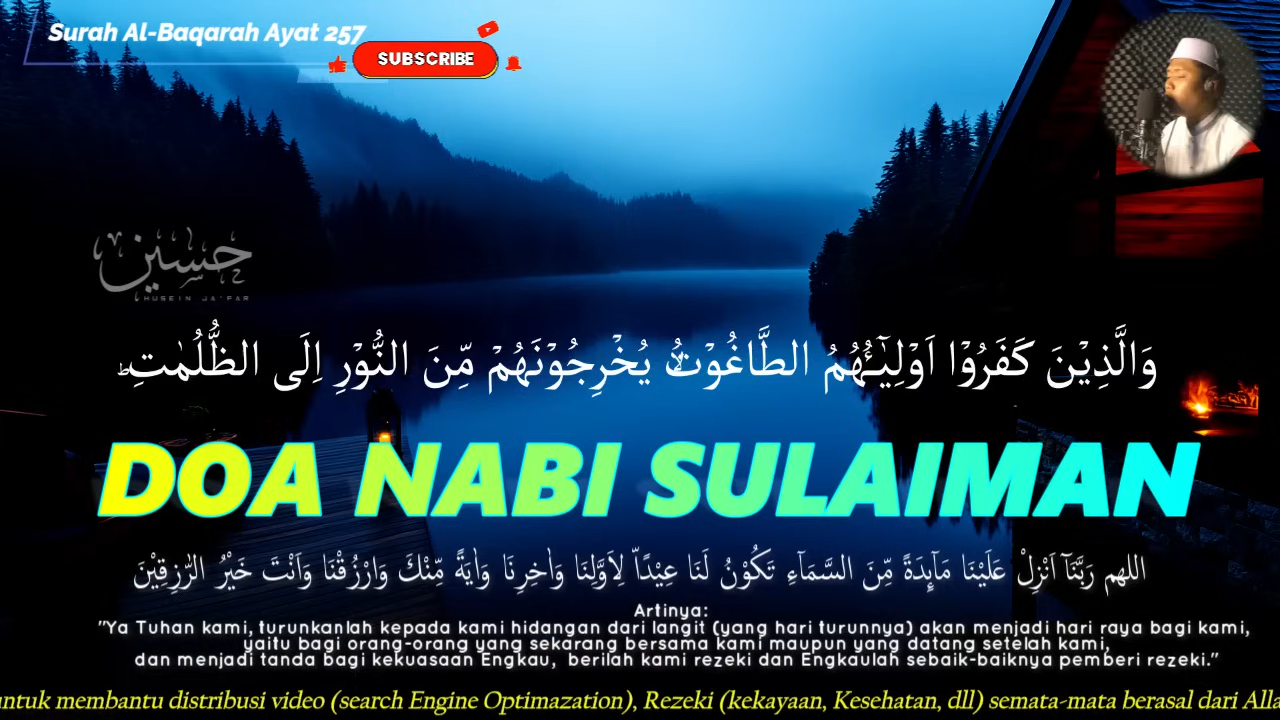 Surah Al-Baqarah Ayat 257
SUBSCRIBE
حسين
HUSEIN JA'FAR
وَالَّذِيْنَ كَفَرُوْۤا اَوْلِيٰۤـُٔهُمُ الطَّاغُوْتُۙ يُخْرِجُوْنَهُمْ مِّنَ النُّوْرِ اِلَى الظُّلُمٰتِۗ
DOA NABI SULAIMAN
اللهم رَبَّنَآ اَنْزِلْ عَلَيْنَا مَاۤىِٕدَةً مِّنَ السَّمَاۤءِ تَكُوْنُ لَنَا عِيْدًا لِّاَوَّلِنَا وَاٰخِرِنَا وَاٰيَةً مِّنْكَ وَارْزُقْنَا وَاَنْتَ خَيْرُ الرّٰزِقِيْنَ
Artinya:
"Ya Tuhan kami, turunkanlah kepada kami hidangan dari langit (yang hari turunnya) akan menjadi hari raya bagi kami,
yaitu bagi orang-orang yang sekarang bersama kami maupun yang datang setelah kami,
dan menjadi tanda bagi kekuasaan Engkau, berilah kami rezeki dan Engkaulah sebaik-baiknya pemberi rezeki."
untuk membantu distribusi video (search Engine Optimazation), Rezeki (kekayaan, Kesehatan, dll) semata-mata berasal dari Alla